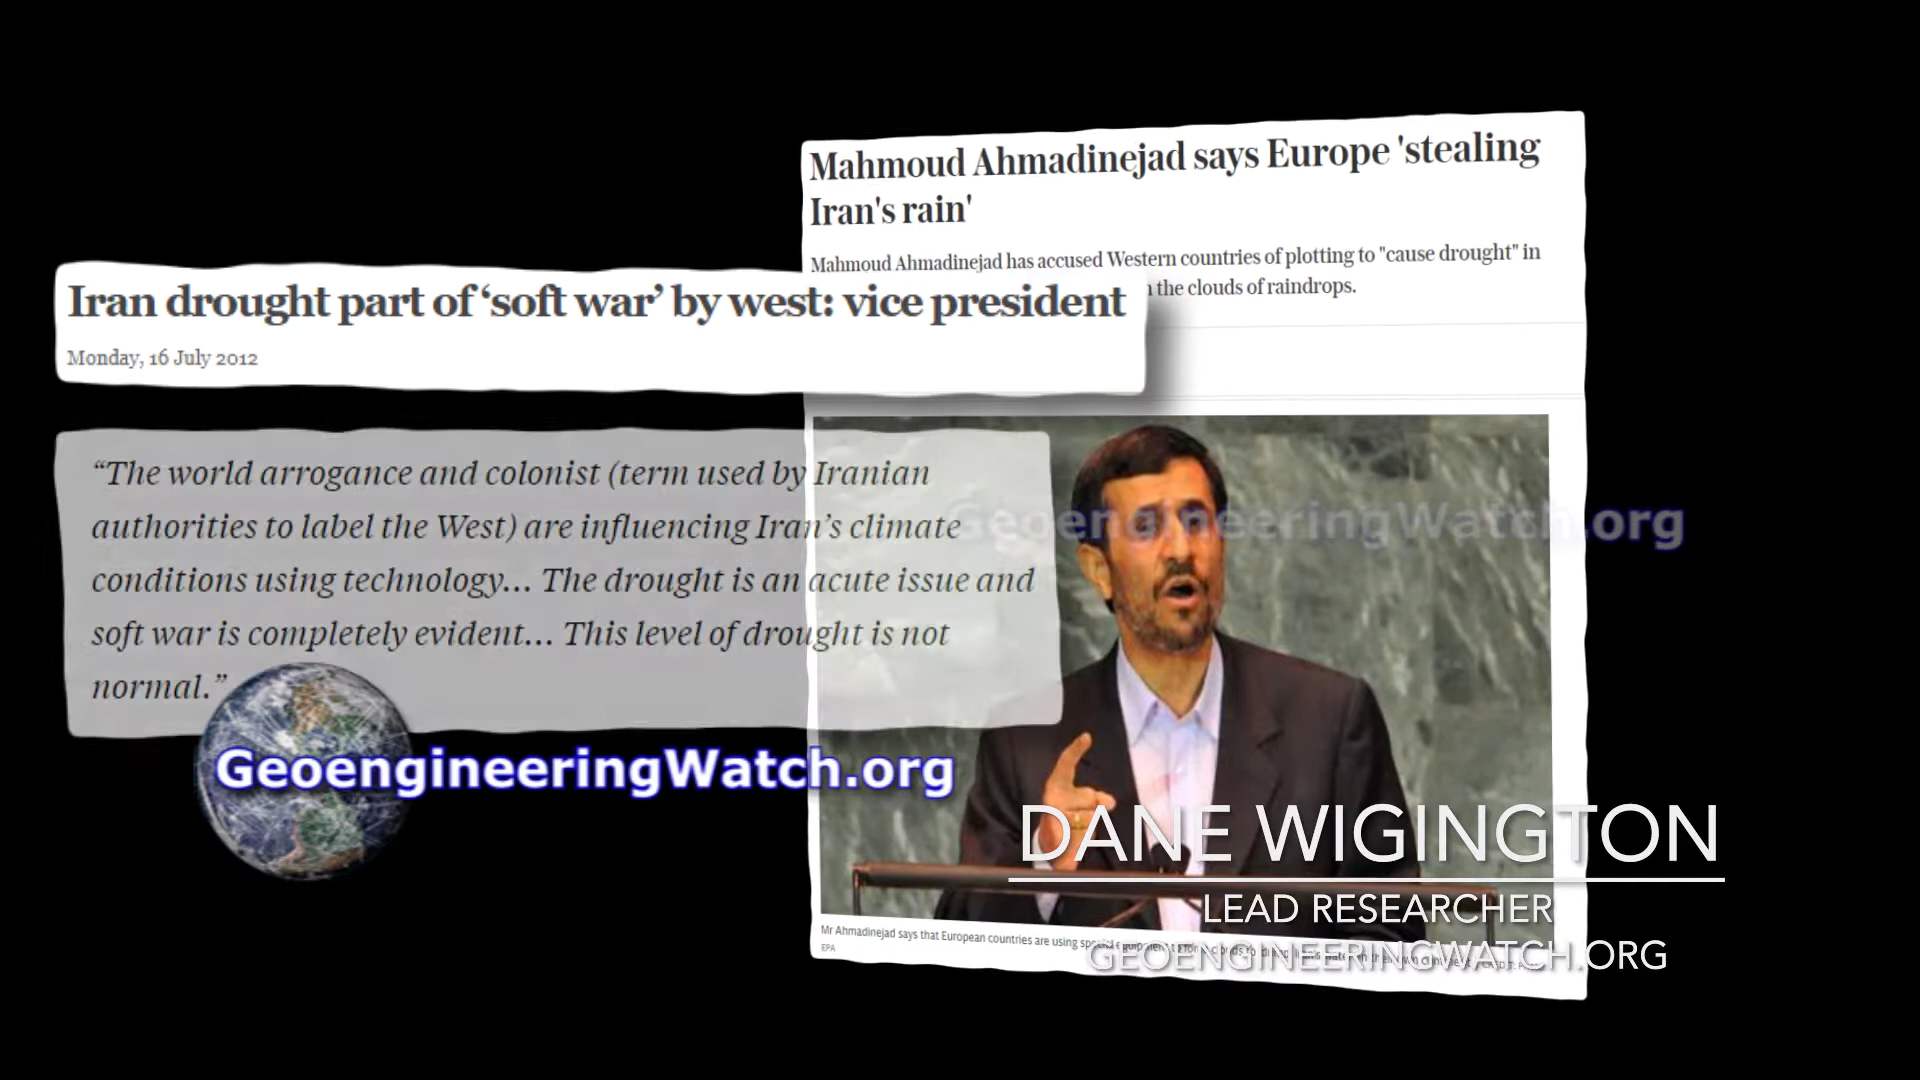 Mahmoud Ahmadinejad says Europe 'stealing
Iran's rain'
Mahmoud Ahmadinejad has accused Western countries of plotting to "cause drought" in
the clouds of raindrops.
Iran drought part of ‘soft war’ by west: vice president
Monday, 16 July 2012
“The world arrogance and colonist (term used by Iranian
authorities to label the West) are influencing Iran’s climate
conditions using technology... The drought is an acute issue and
soft war is completely evident... This level of drought is not
normal.”
GeoengineeringWatch.org
GeoengineeringWatch.org
DANE WIGINGTON
LEAD RESEARCHER
GEOENGINEERINGWATCH.ORG
Mr Ahmadinejad says that European countries are using special equipment to
EPA